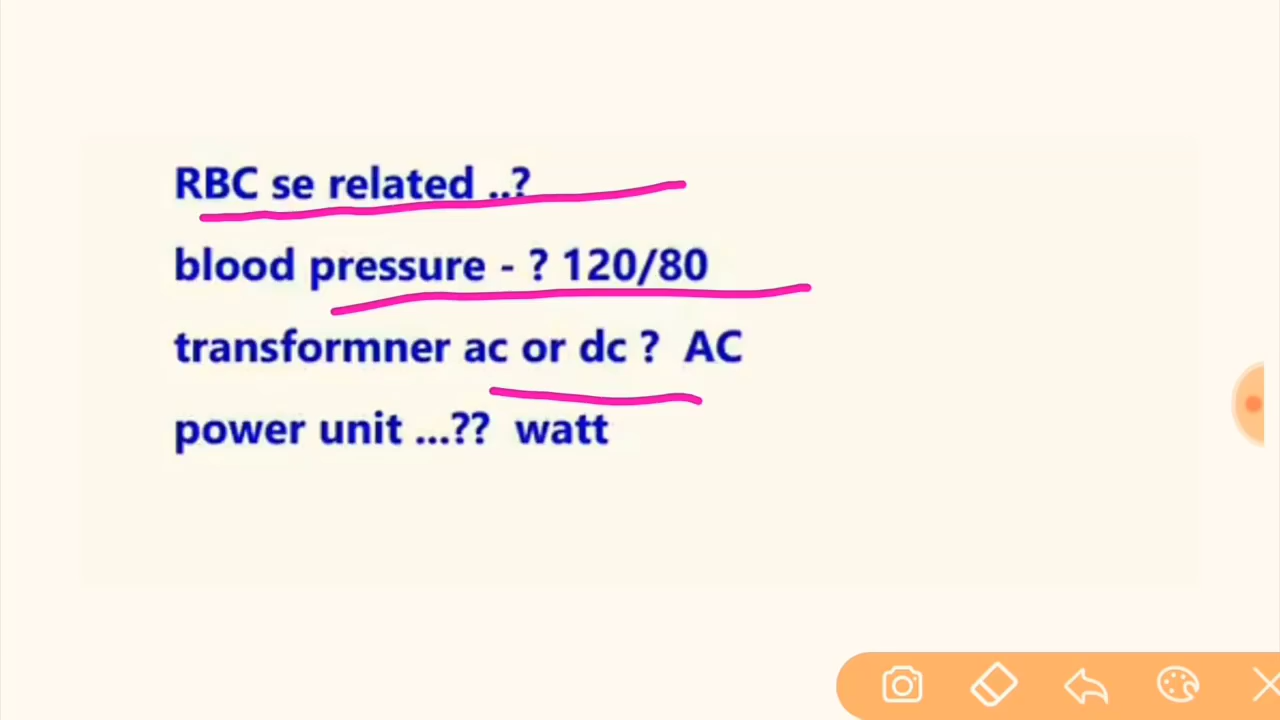 RBC se related ..?
blood pressure - ? 120/80
transformner ac or dc ?  AC
power unit ...??  watt